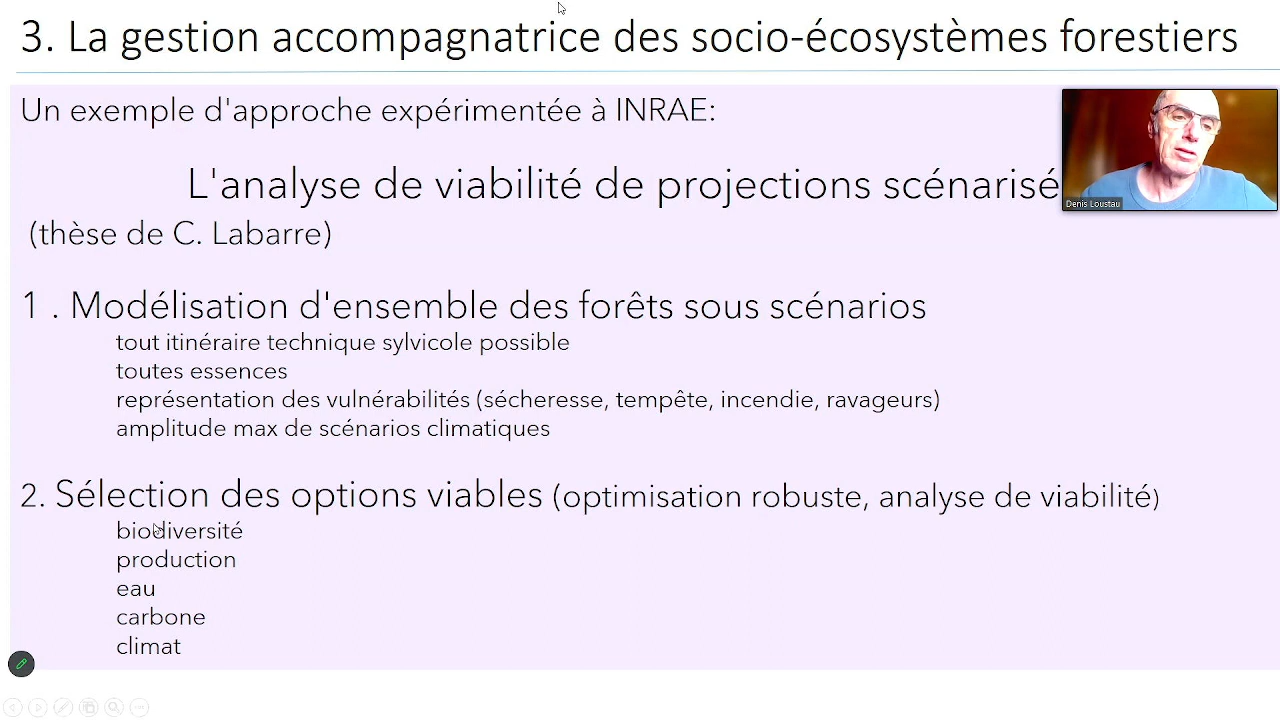 3. La gestion accompagnatrice des socio-écosystèmes forestiers
Un exemple d'approche expérimentée à INRAE:
L'analyse de viabilité de projections
(thèse de C. Labarre)
Denis Loustau
1 . Modélisation d'ensemble des forêts sous scénarios
tout itinéraire technique sylvicole possible
toutes essences
représentation des vulnérabilités (sécheresse, tempête, incendie, ravageurs)
amplitude max de scénarios climatiques
2. Sélection des options viables (optimisation robuste, analyse de viabilité)
biodiversité
production
eau
carbone
climat